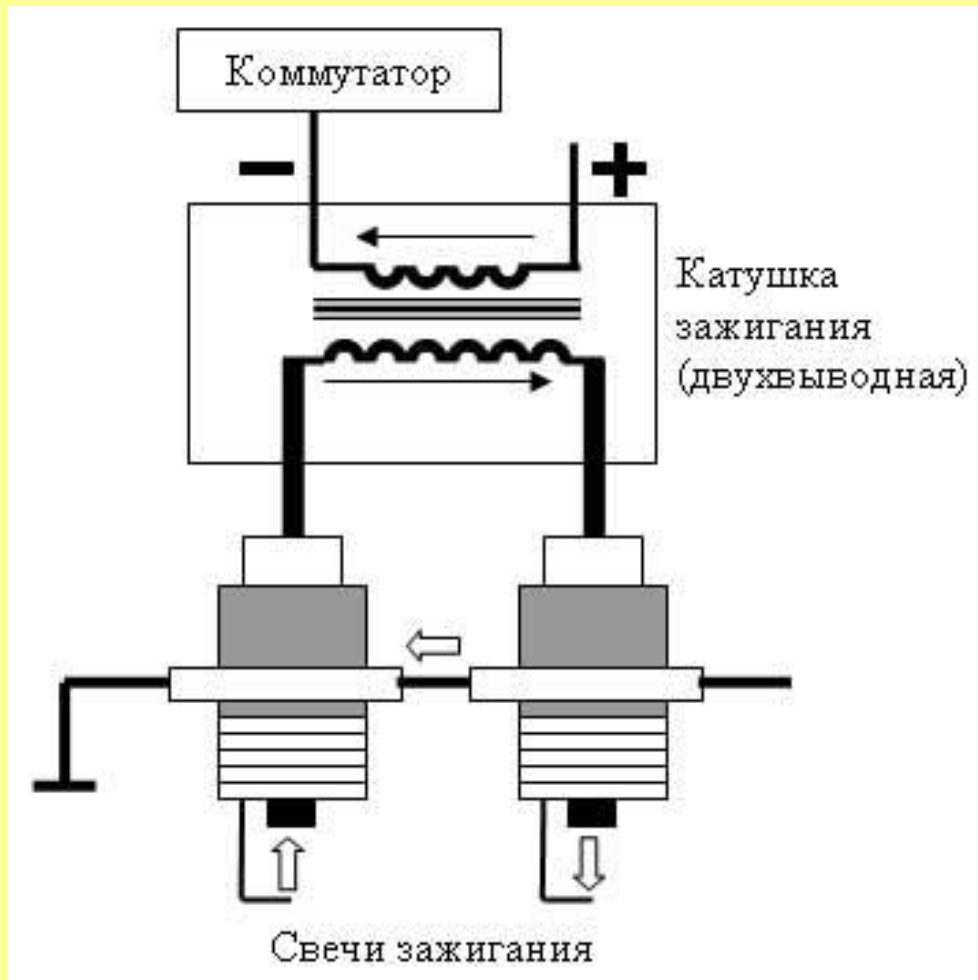 Коммутатор
− +
Катушка
зажигания
(двухвыводная)
Свечи зажигания